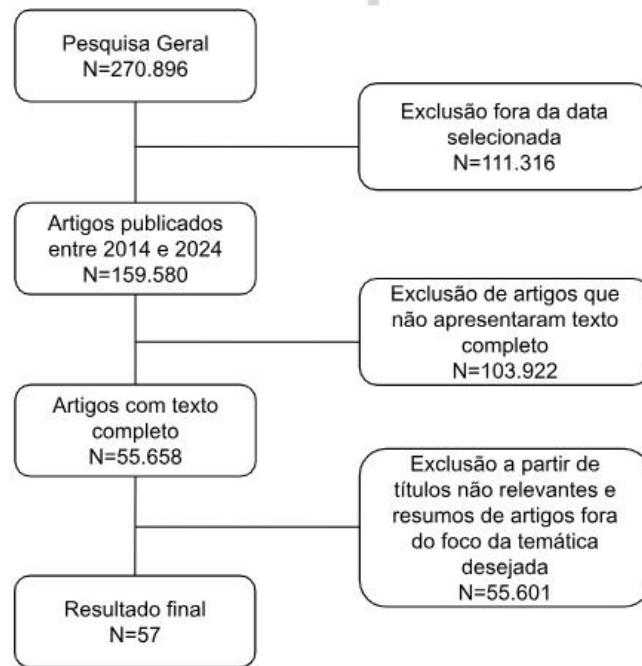 Pesquisa Geral
N=270.896
Exclusão fora da data
selecionada
N=111.316
Artigos publicados
entre 2014 e 2024
N=159.580
Exclusão de artigos que
não apresentaram texto
completo
N=103.922
Artigos com texto
completo
N=55.658
Exclusão a partir de
títulos não relevantes e
resumos de artigos fora
do foco da temática
desejada
N=55.601
Resultado final
N=57